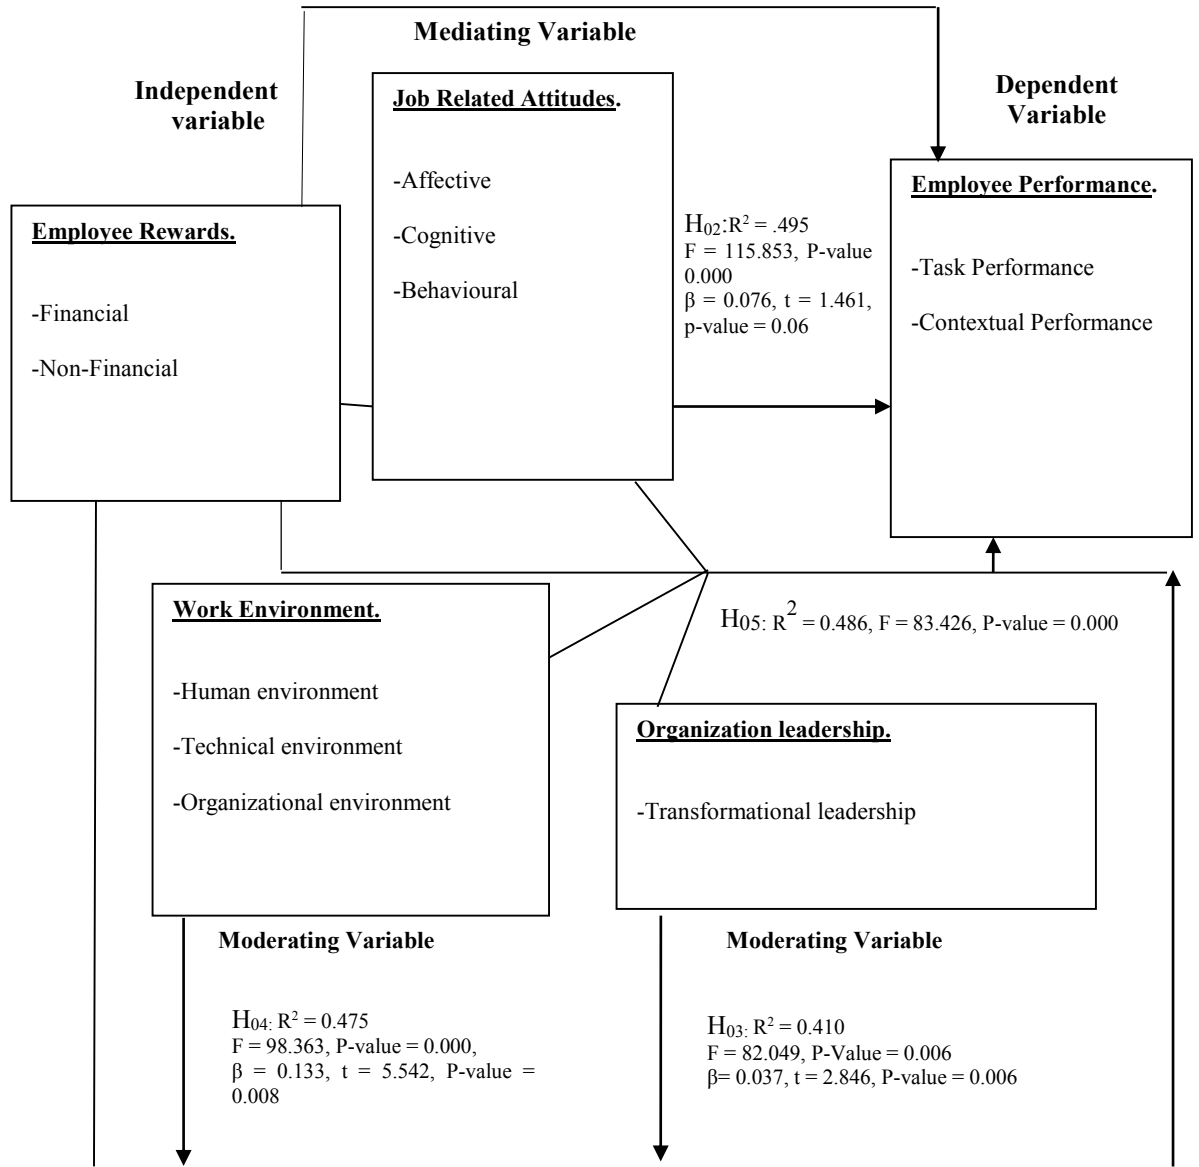 Mediating Variable
Independent
variable
Dependent
Variable
Job Related Attitudes.
-Affective
-Cognitive
-Behavioural
Employee Rewards.
-Financial
-Non-Financial
H02:R² = .495
F = 115.853, P-value
0.000
β = 0.076, t = 1.461,
p-value = 0.06
Employee Performance.
-Task Performance
-Contextual Performance
Work Environment.
-Human environment
-Technical environment
-Organizational environment
H05: R² = 0.486, F = 83.426, P-value = 0.000
Organization leadership.
-Transformational leadership
Moderating Variable
H04: R² = 0.475
F = 98.363, P-value = 0.000,
β = 0.133, t = 5.542, P-value =
0.008
Moderating Variable
H03: R² = 0.410
F = 82.049, P-Value = 0.006
β= 0.037, t = 2.846, P-value = 0.006